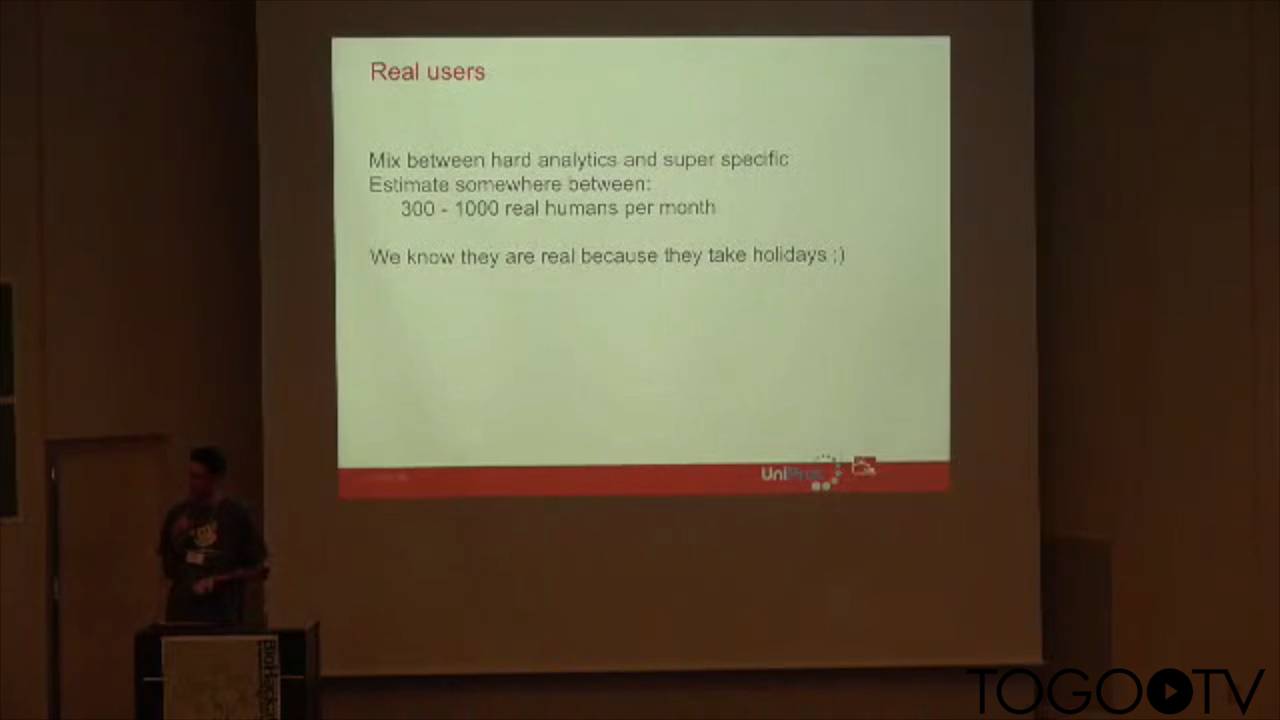 Real users
Mix between hard analytics and super specific
Estimate somewhere between:
300 - 1000 real humans per month
We know they are real because they take holidays ;)
UniProt
TOGOTV